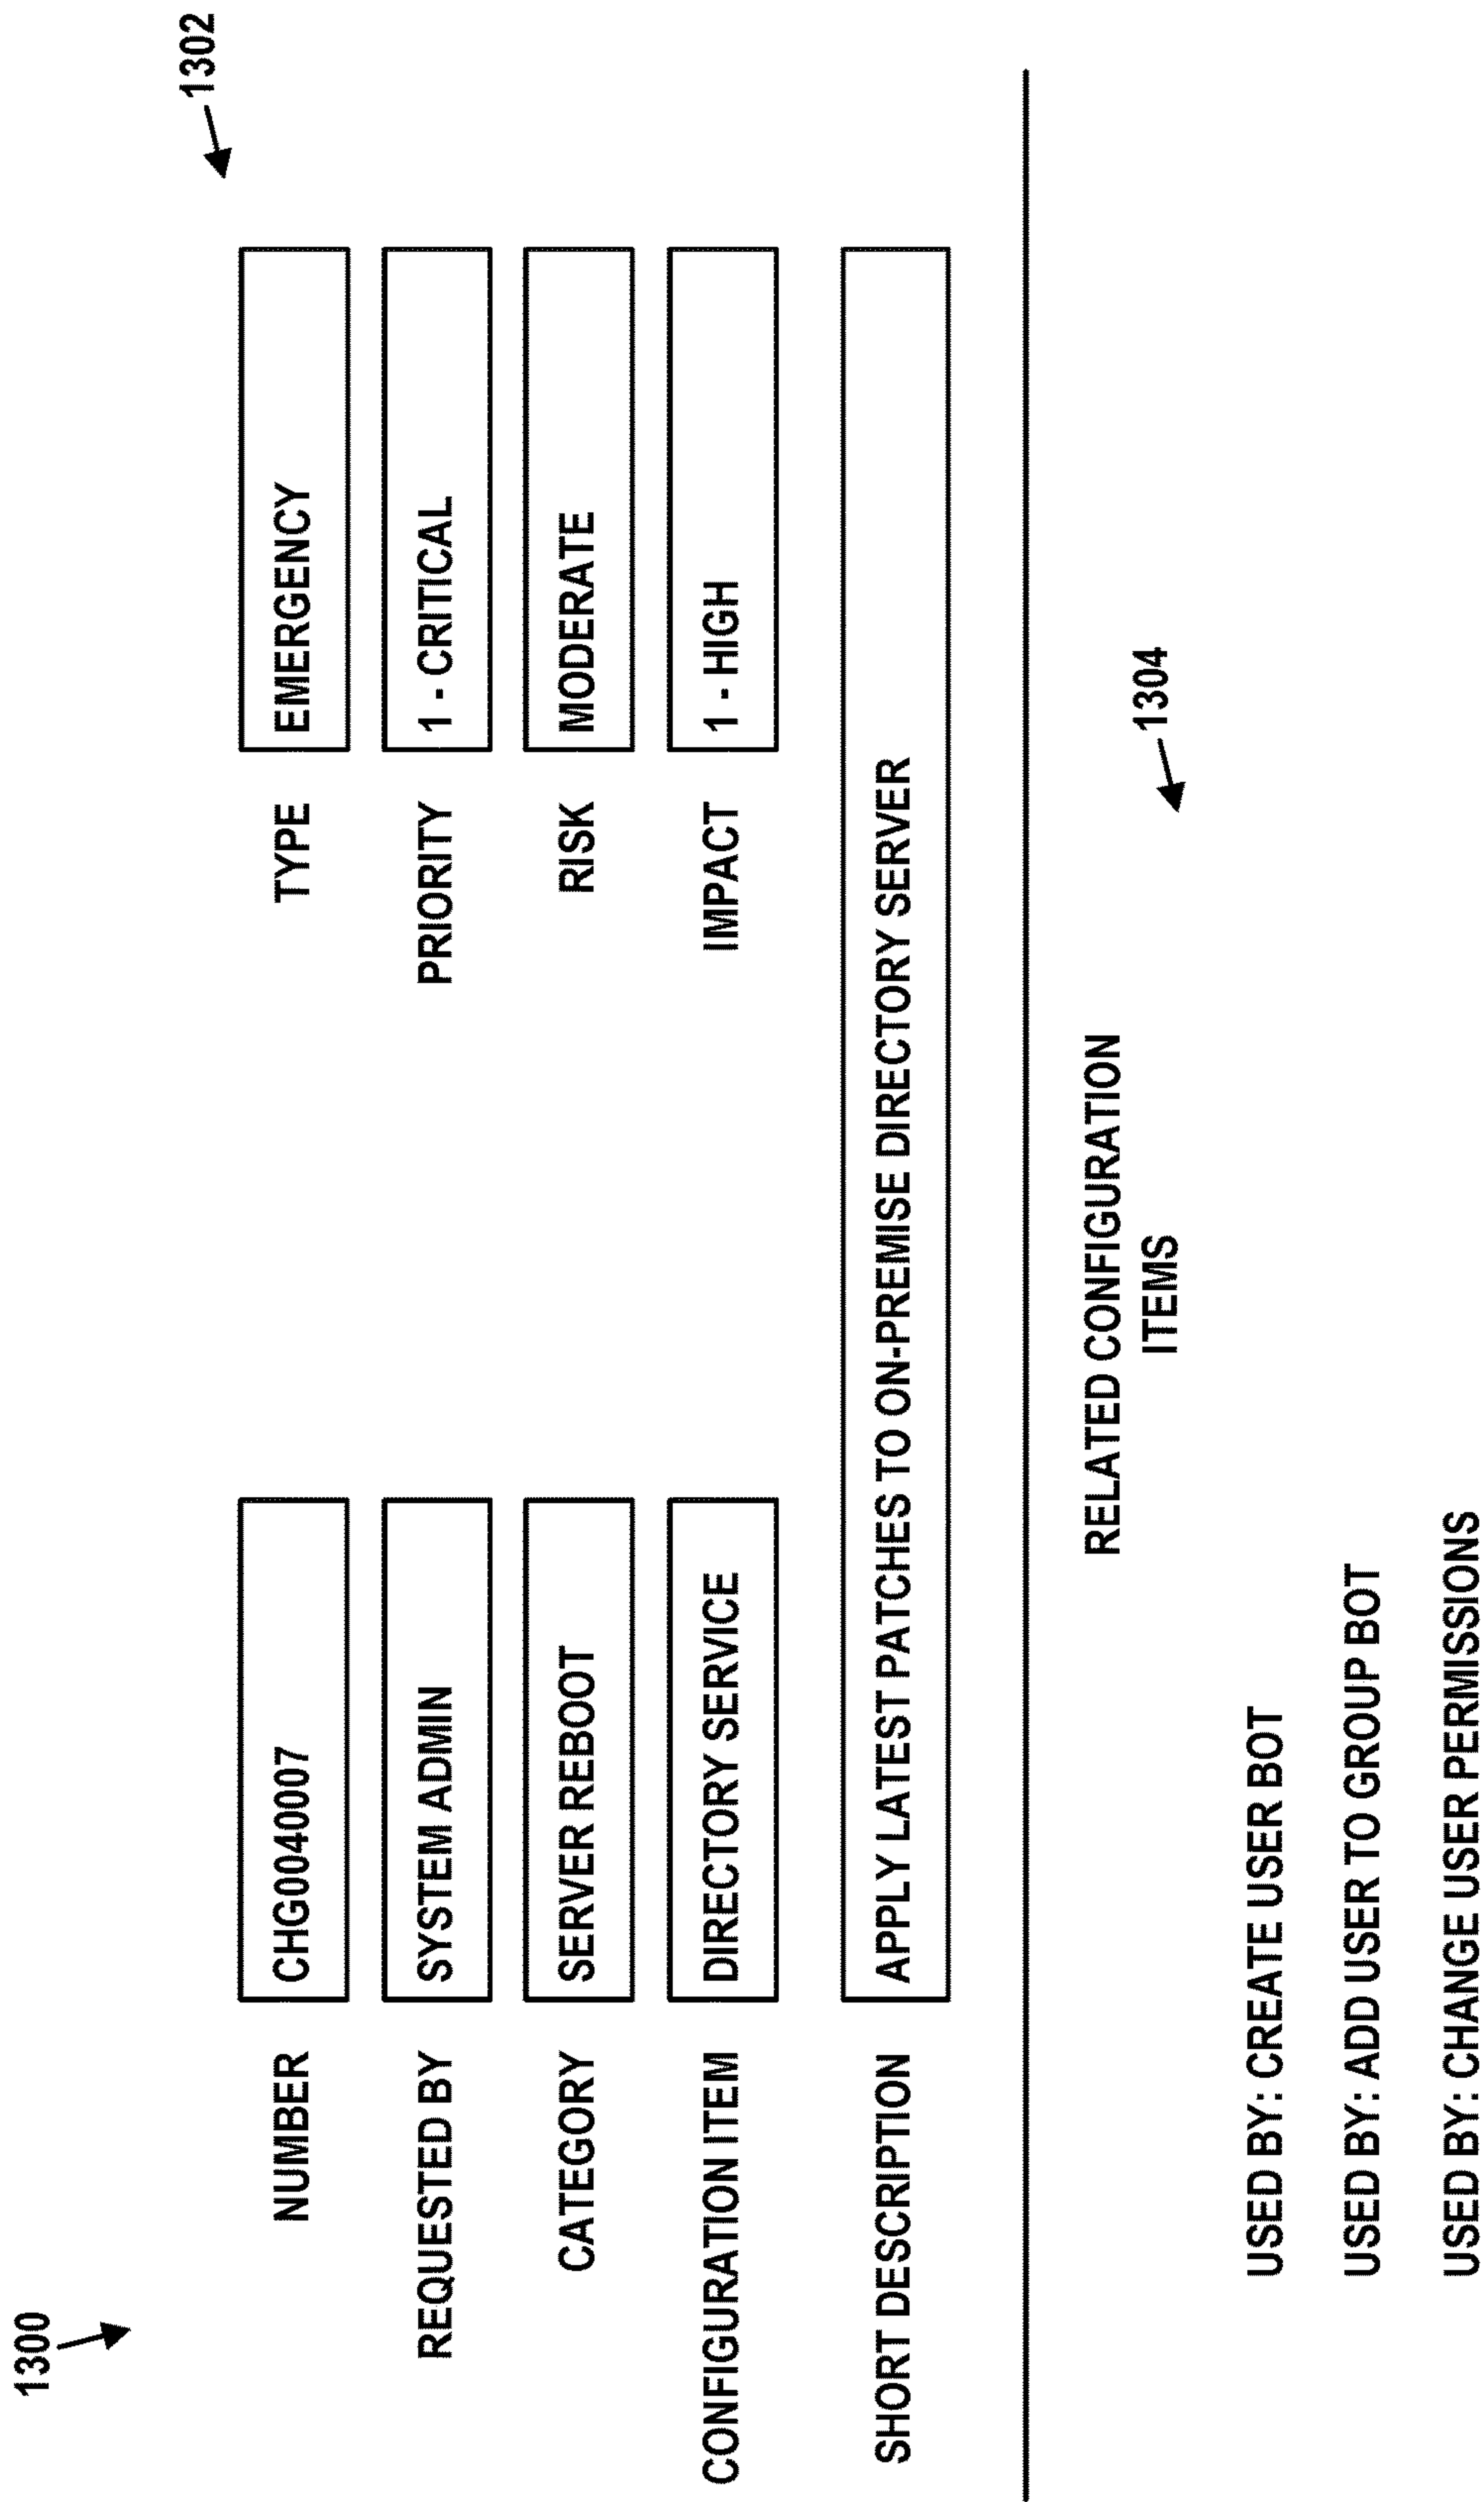 1300
1302
NUMBER CHG0040007 TYPE EMERGENCY
REQUESTED BY SYSTEM ADMIN PRIORITY 1 - CRITICAL
CATEGORY SERVER REBOOT RISK MODERATE
CONFIGURATION ITEM DIRECTORY SERVICE IMPACT 1 - HIGH
SHORT DESCRIPTION APPLY LATEST PATCHES TO ON-PREMISE DIRECTORY SERVER
RELATED CONFIGURATION
ITEMS
1304
USED BY: CREATE USER BOT
USED BY: ADD USER TO GROUP BOT
USED BY: CHANGE USER PERMISSIONS